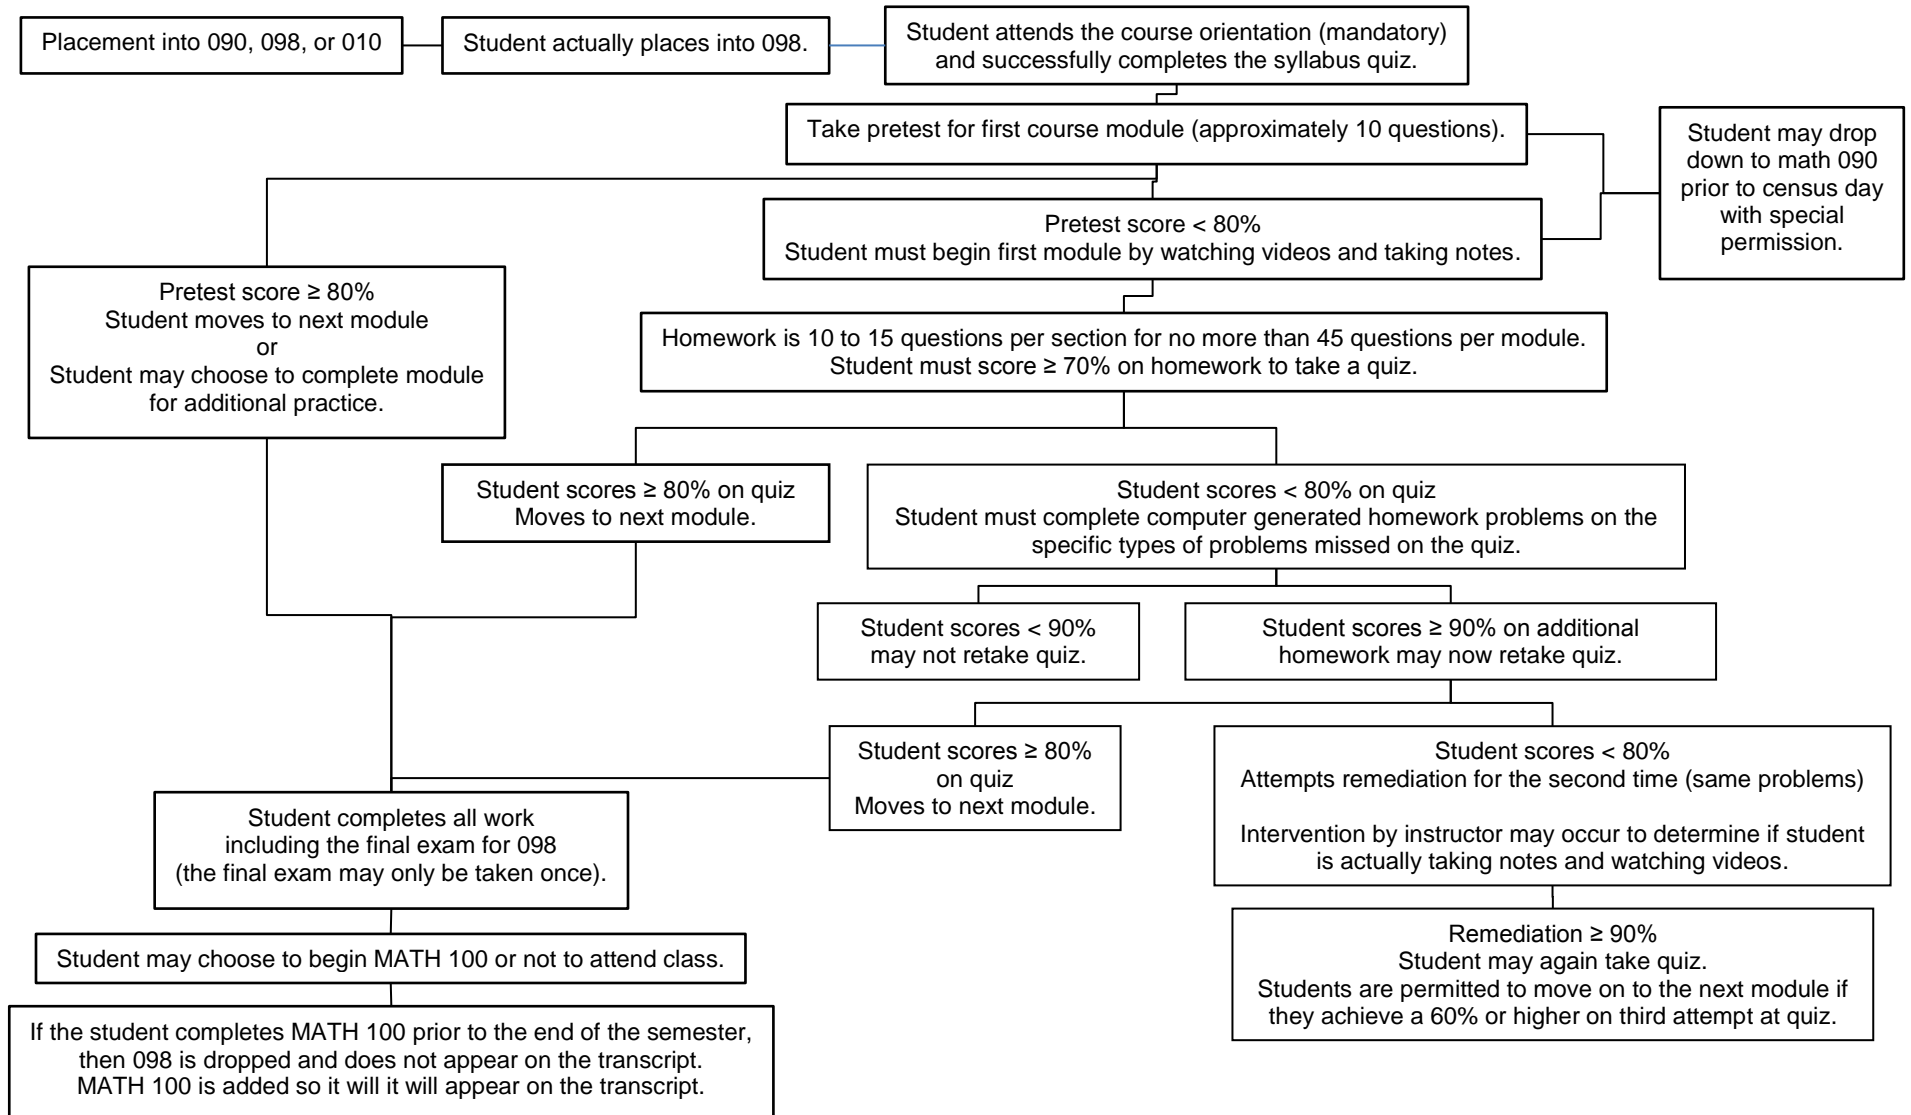 Placement into 090, 098, or 010
Student actually places into 098.
Student attends the course orientation (mandatory)
and successfully completes the syllabus quiz.
Take pretest for first course module (approximately 10 questions).
Student may drop
down to math 090
prior to census day
with special
permission.
Pretest score < 80%
Student must begin first module by watching videos and taking notes.
Pretest score ≥ 80%
Student moves to next module
or
Student may choose to complete module
for additional practice.
Homework is 10 to 15 questions per section for no more than 45 questions per module.
Student must score ≥ 70% on homework to take a quiz.
Student scores ≥ 80% on quiz
Moves to next module.
Student scores < 80% on quiz
Student must complete computer generated homework problems on the
specific types of problems missed on the quiz.
Student scores < 90%
may not retake quiz.
Student scores ≥ 90% on additional
homework may now retake quiz.
Student scores ≥ 80%
on quiz
Moves to next module.
Student scores < 80%
Attempts remediation for the second time (same problems)
Intervention by instructor may occur to determine if student
is actually taking notes and watching videos.
Student completes all work
including the final exam for 098
(the final exam may only be taken once).
Remediation ≥ 90%
Student may again take quiz.
Students are permitted to move on to the next module if
they achieve a 60% or higher on third attempt at quiz.
Student may choose to begin MATH 100 or not to attend class.
If the student completes MATH 100 prior to the end of the semester,
then 098 is dropped and does not appear on the transcript.
MATH 100 is added so it will it will appear on the transcript.